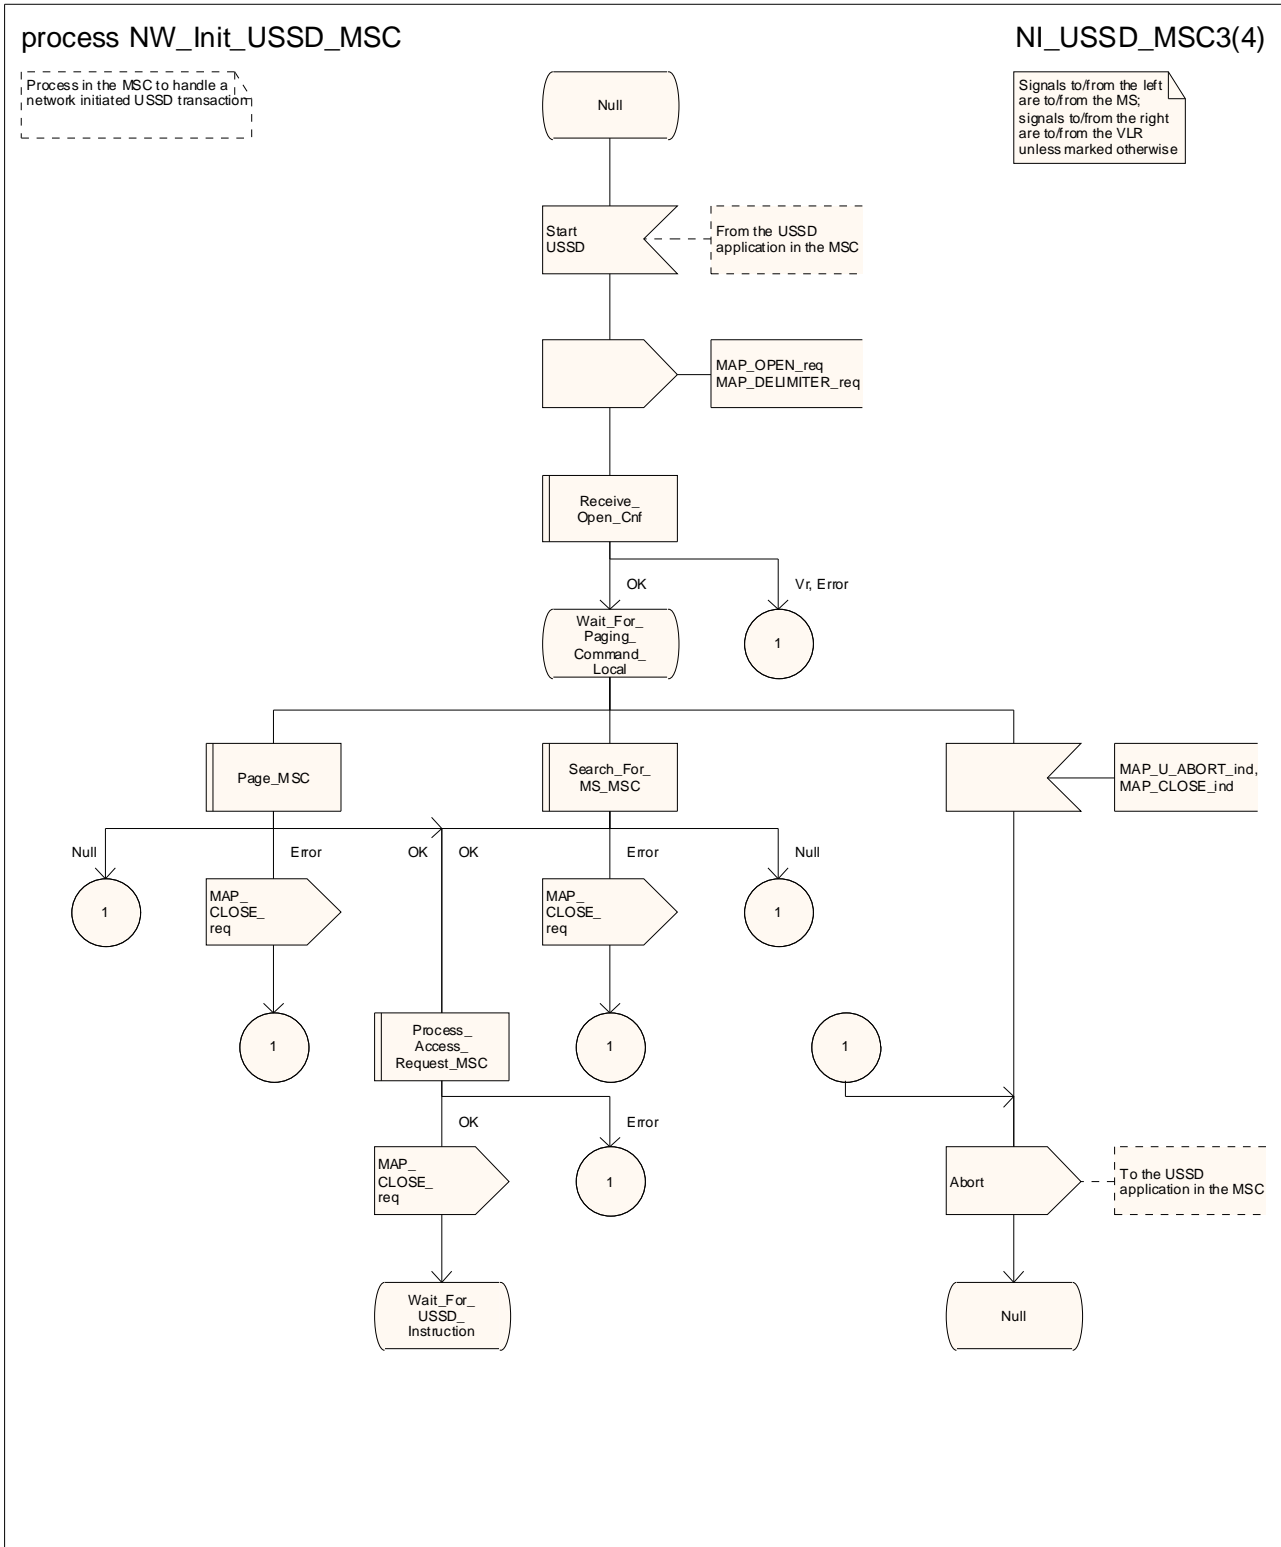 process NW_Init_USSD_MSC
NI_USSD_MSC3(4)
Process in the MSC to handle a
network initiated USSD transaction
Signals to/from the left
are to/from the MS;
signals to/from the right
are to/from the VLR
unless marked otherwise
Null
Start
USSD
From the USSD
application in the MSC
MAP_OPEN_req
MAP_DELIMITER_req
Receive_
Open_Cnf
OK
Vr, Error
Wait_For_
Paging_
Command_
Local
1
Page_MSC
Search_For_
MS_MSC
MAP_U_ABORT_ind,
MAP_CLOSE_ind
Null
Error
OK
OK
Error
Null
1
MAP_
CLOSE_
req
MAP_
CLOSE_
req
1
1
Process_
Access_
Request_MSC
1
1
OK
Error
MAP_
CLOSE_
req
1
Abort
To the USSD
application in the MSC
Wait_For_
USSD_
Instruction
Null